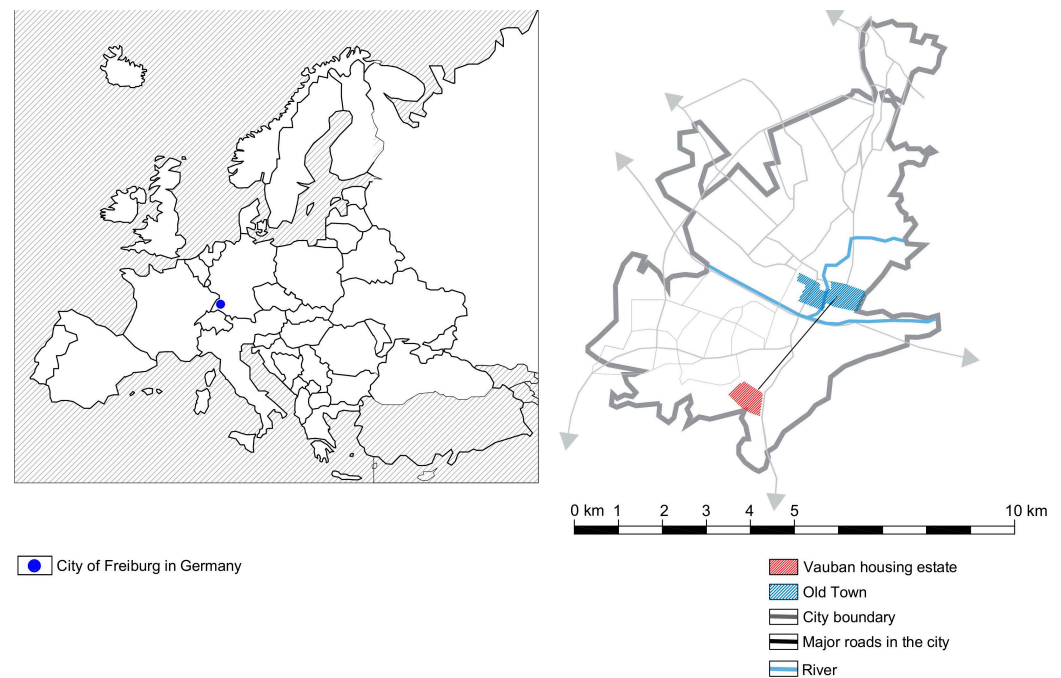 0 km 1 2 3 4 5 10 km
City of Freiburg in Germany
Vauban housing estate
Old Town
City boundary
Major roads in the city
River